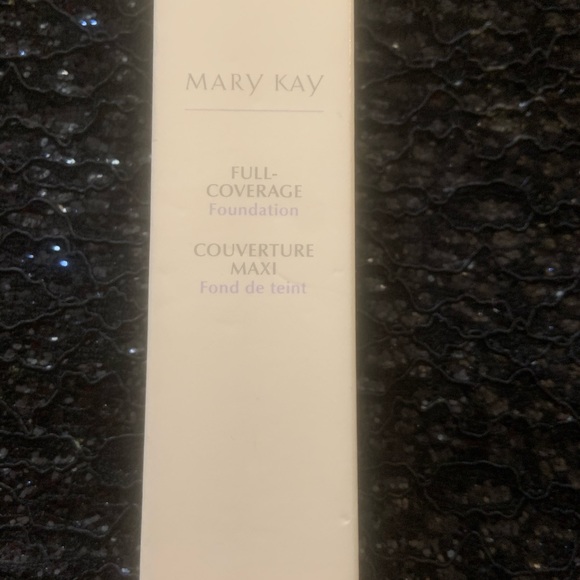 MARY KAY
FULL-
COVERAGE
Foundation
COUVERTURE
MAXI
Fond de teint